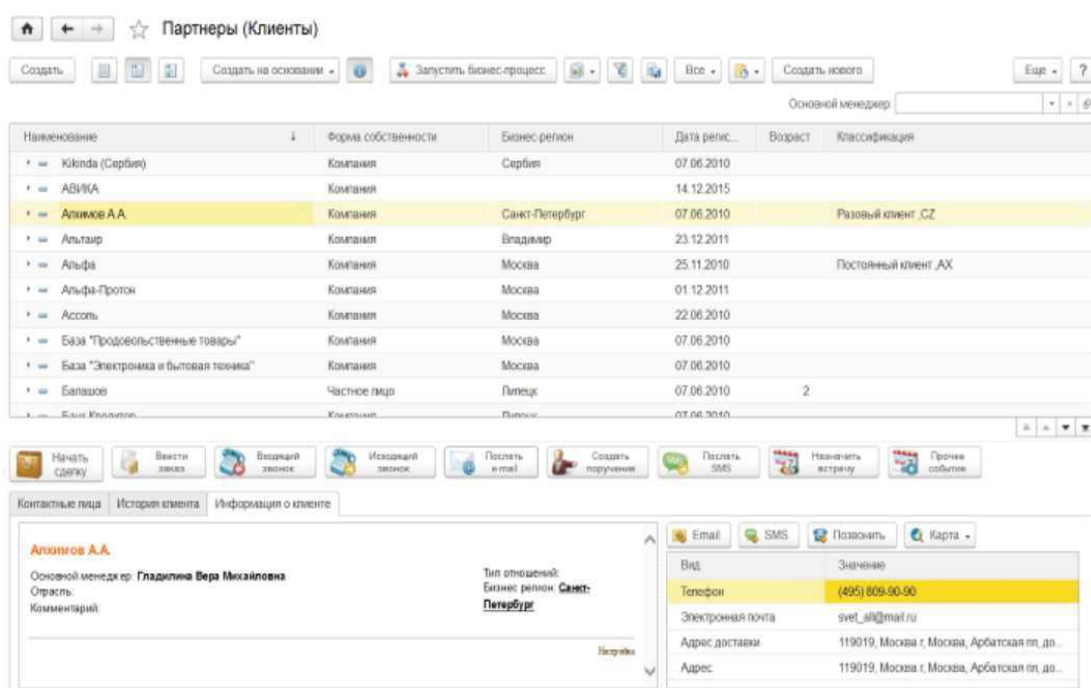 Партнеры (Клиенты)
Создать Создать на основании Запустить бизнес-процесс Все Создать нового Еще ?
Основной менеджер:
Наименование ↓ Форма собственности Бизнес-регион Дата регис... Возраст Классификация
Kikinda (Сербия) Компания Сербия 07.06.2010
АВИКА Компания 14.12.2015
Алхимов А.А. Компания Санкт-Петербург 07.06.2010 Разовый клиент ,CZ
Альтаир Компания Владимир 23.12.2011
Альфа Компания Москва 25.11.2010 Постоянный клиент ,AX
Альфа-Протон Компания Москва 01.12.2011
Ассоль Компания Москва 22.06.2010
База "Продовольственные товары" Компания Москва 07.06.2010
База "Электроника и бытовая техника" Компания Москва 07.06.2010
Балашов Частное лицо Липецк 07.06.2010 2
Банк Кредитор Компания Липецк 07.06.2010
Начать сделку Ввести заказ Входящий звонок Исходящий звонок Послать e-mail Создать поручение Послать SMS Назначить встречу Прочее событие
Контактные лица История клиента Информация о клиенте
Email SMS Позвонить Карта
Алхимов А.А.
Вид Значение
Основной менеджер: Гладилина Вера Михайловна Тип отношений:
Отрасль: Бизнес регион: Санкт-Петербург
Комментарий:
Телефон (495) 809-90-90
Электронная почта svet_all@mail.ru
Адрес доставки 119019, Москва г, Москва, Арбатская пл, до...
Настройка
Адрес 119019, Москва г, Москва, Арбатская пл, до...